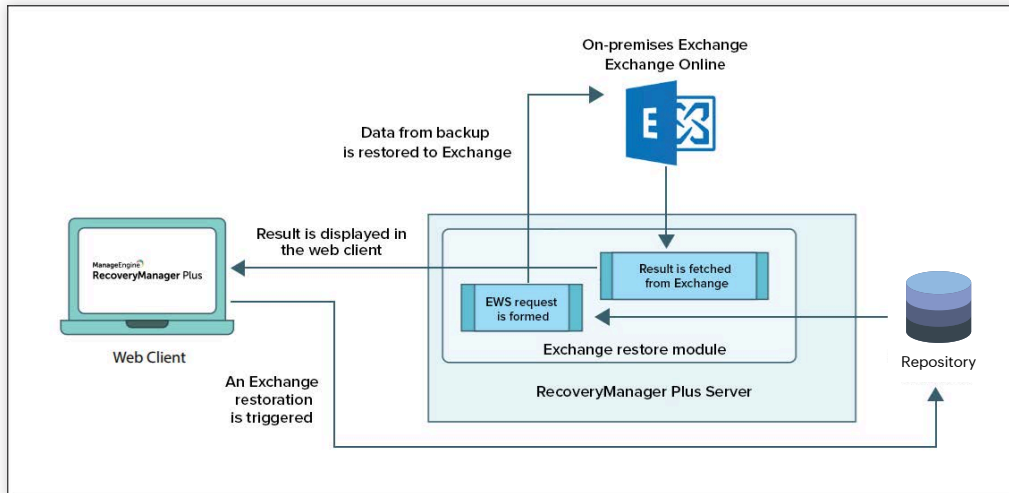 On-premises Exchange
Exchange Online
E
Data from backup
is restored to Exchange
Result is displayed in
the web client
ManageEngine
RecoveryManager Plus
Result is fetched
from Exchange
EWS request
is formed
Exchange restore module
Web Client
Repository
An Exchange
restoration
is triggered
RecoveryManager Plus Server